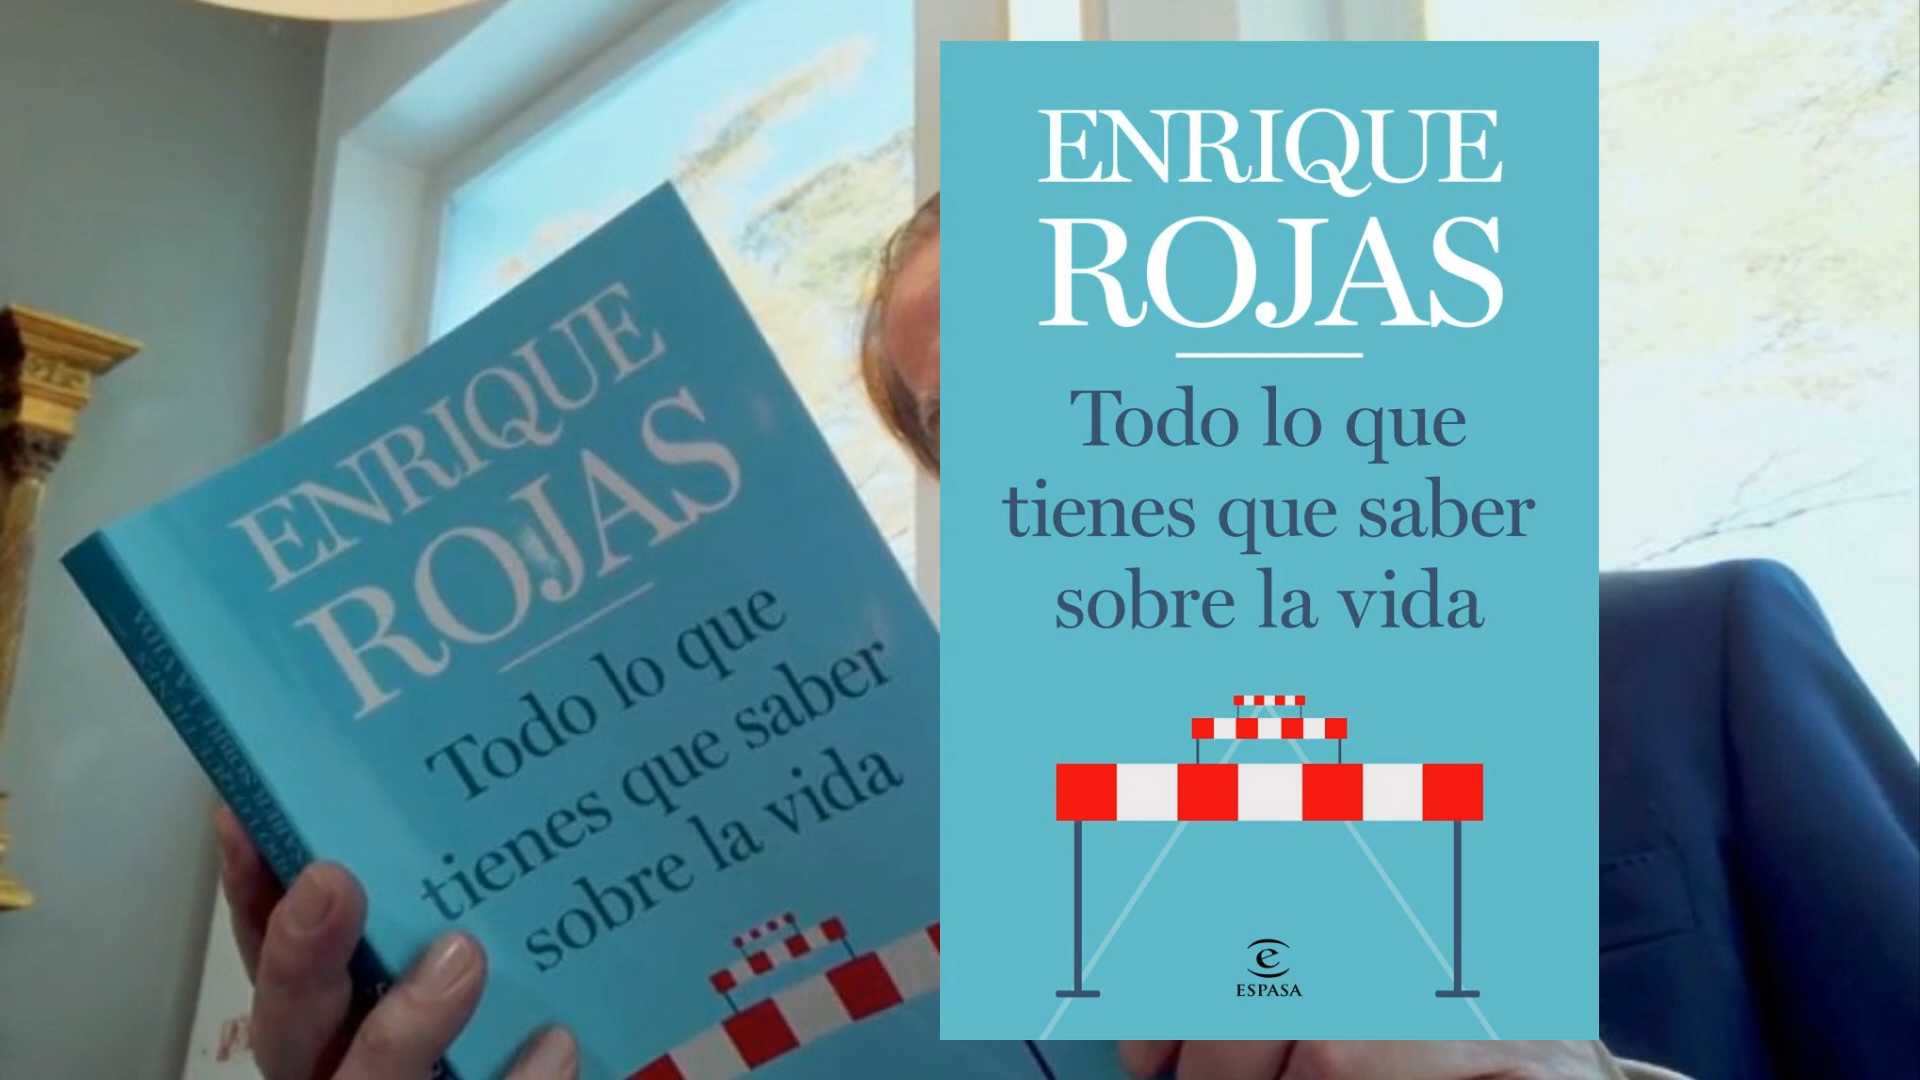 ENRIQUE
ROJAS
Todo lo que
tienes que saber
sobre la vida
ENRIQUE
ROJAS
Todo lo que
tienes que saber
sobre la vida
e
ESPASA